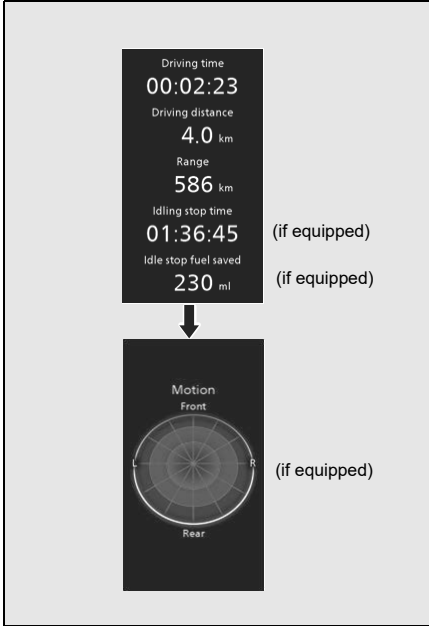 Driving time
00:02:23
Driving distance
4.0 km
Range
586 km
Idling stop time
01:36:45 (if equipped)
Idle stop fuel saved
230 ml (if equipped)
Motion
Front
L R (if equipped)
Rear